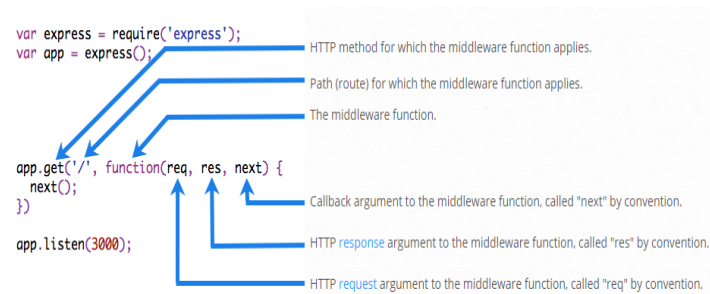 var express = require('express');
var app = express();
HTTP method for which the middleware function applies.
Path (route) for which the middleware function applies.
The middleware function.
app.get('/', function(req, res, next) {
next();
})
Callback argument to the middleware function, called "next" by convention.
app.listen(3000);
HTTP response argument to the middleware function, called "res" by convention.
HTTP request argument to the middleware function, called "req" by convention.